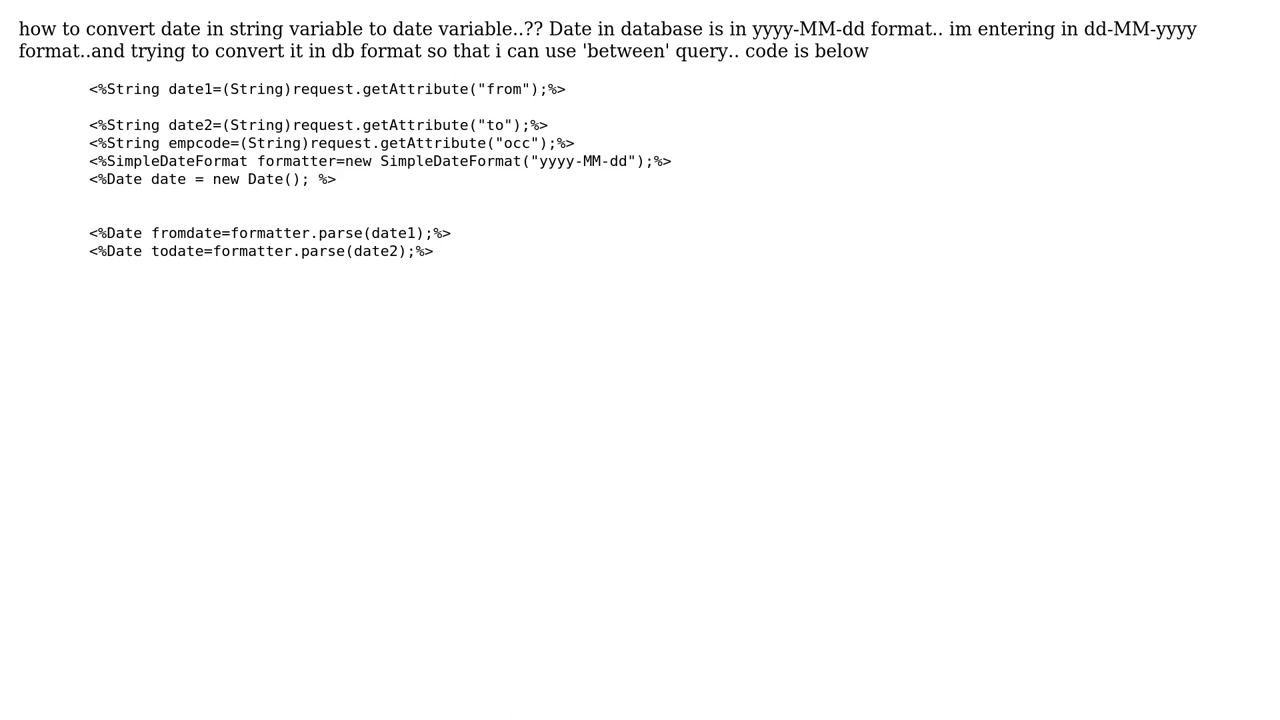 how to convert date in string variable to date variable..?? Date in database is in yyyy-MM-dd format.. im entering in dd-MM-yyyy
format..and trying to convert it in db format so that i can use 'between' query.. code is below
<%String date1=(String)request.getAttribute("from");%>
<%String date2=(String)request.getAttribute("to");%>
<%String empcode=(String)request.getAttribute("occ");%>
<%SimpleDateFormat formatter=new SimpleDateFormat("yyyy-MM-dd");%>
<%Date date = new Date(); %>
<%Date fromdate=formatter.parse(date1);%>
<%Date todate=formatter.parse(date2);%>